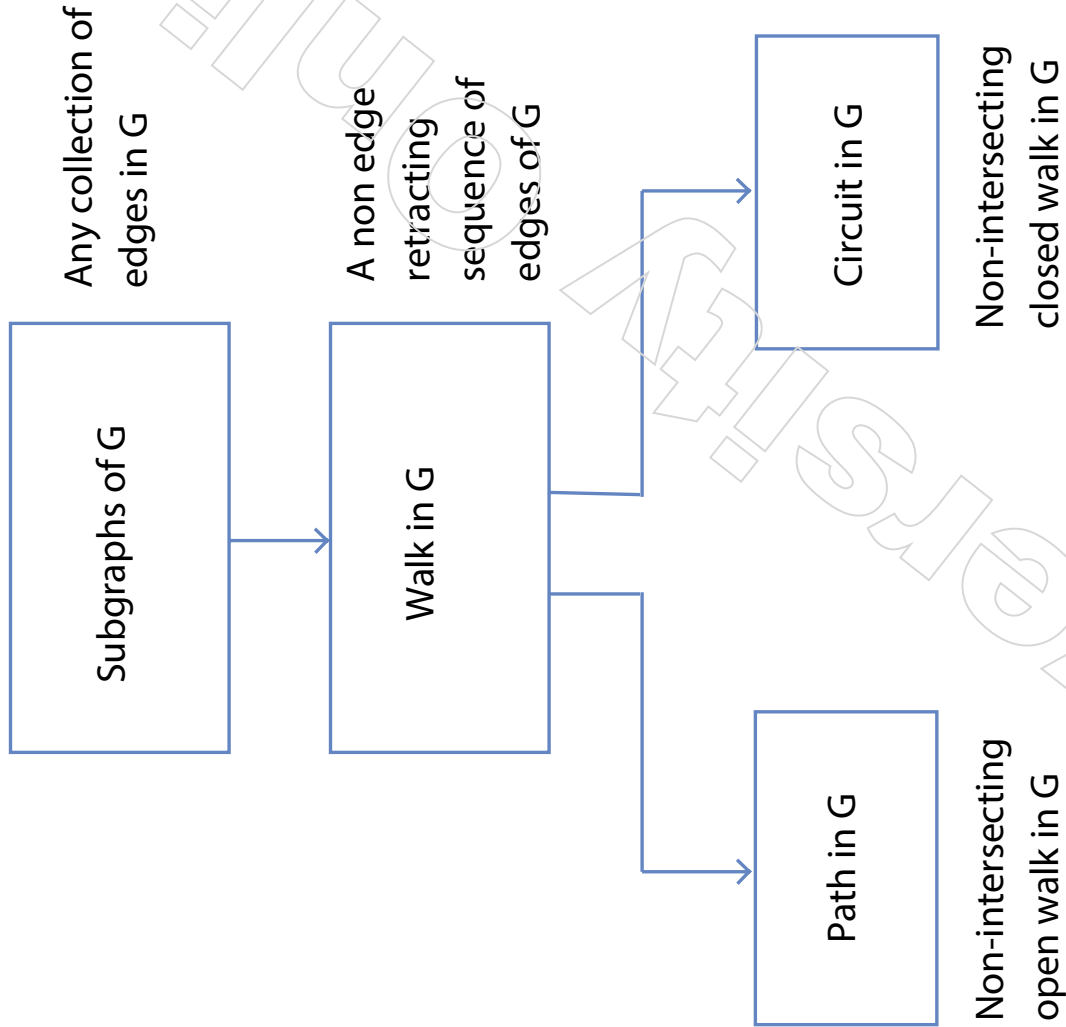 Subgraphs of G
Any collection of
edges in G
Walk in G
A non edge
retracting
sequence of
edges of G
Path in G
Non-intersecting
open walk in G
Circuit in G
Non-intersecting
closed walk in G